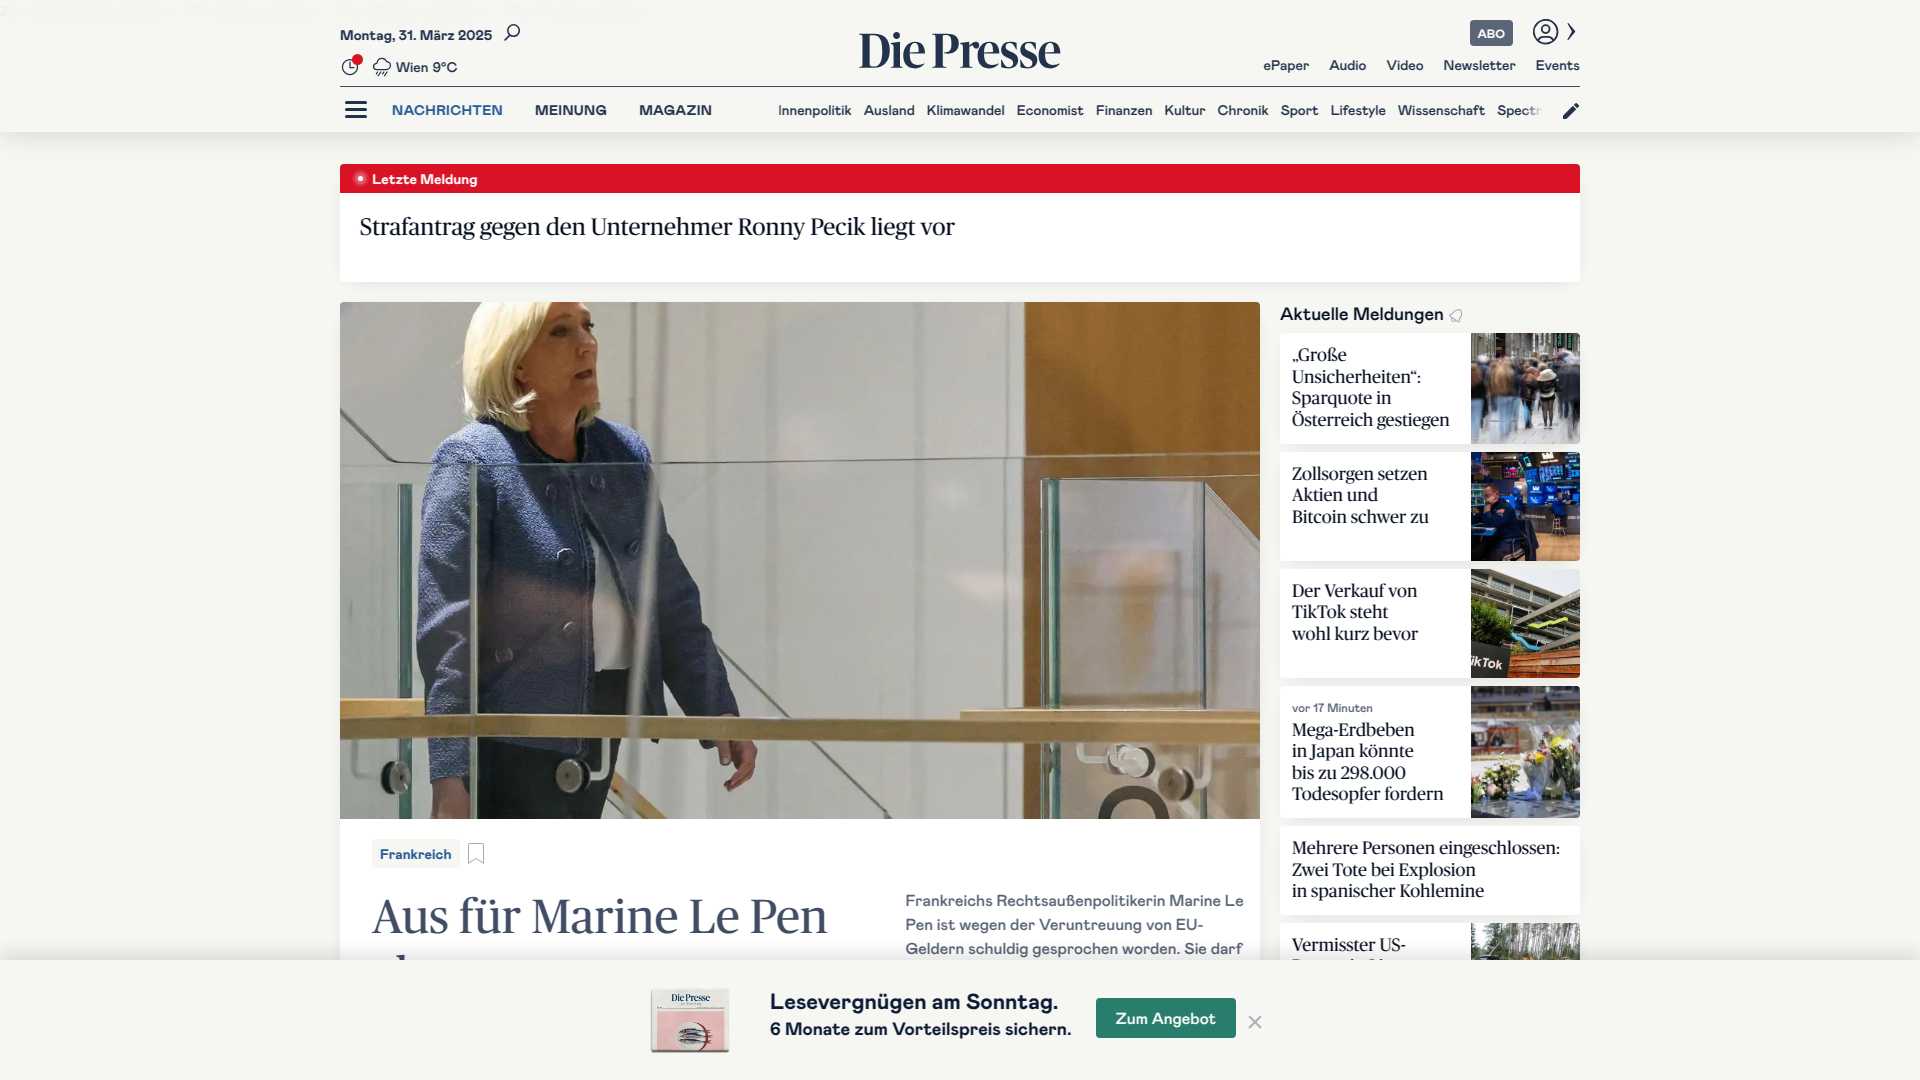 Montag, 31. März 2025
Wien 9°C
Die Presse
ABO
ePaper Audio Video Newsletter Events
NACHRICHTEN MEINUNG MAGAZIN
Innenpolitik Ausland Klimawandel Economist Finanzen Kultur Chronik Sport Lifestyle Wissenschaft Spectr
Letzte Meldung
Strafantrag gegen den Unternehmer Ronny Pecik liegt vor
Frankreich
Aus für Marine Le Pen
Frankreichs Rechtsaußenpolitikerin Marine Le
Pen ist wegen der Veruntreuung von EU-
Geldern schuldig gesprochen worden. Sie darf
Aktuelle Meldungen
„Große
Unsicherheiten“:
Sparquote in
Österreich gestiegen
Zollsorgen setzen
Aktien und
Bitcoin schwer zu
Der Verkauf von
TikTok steht
wohl kurz bevor
ikTok
vor 17 Minuten
Mega-Erdbeben
in Japan könnte
bis zu 298.000
Todesopfer fordern
Mehrere Personen eingeschlossen:
Zwei Tote bei Explosion
in spanischer Kohlemine
Vermisster US-
Die Presse
Lesevergnügen am Sonntag.
6 Monate zum Vorteilspreis sichern.
Zum Angebot